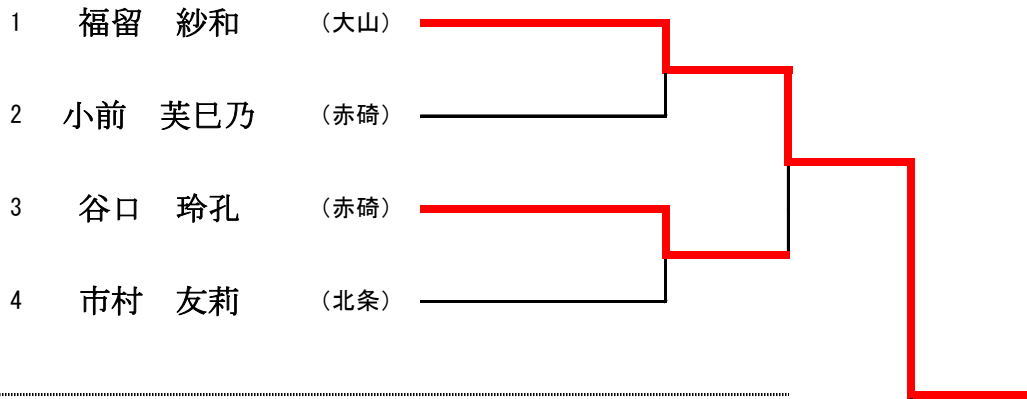 1 福留 紗和 （大山）
2 小前 芙巳乃 （赤碕）
3 谷口 玲孔 （赤碕）
4 市村 友莉 （北条）